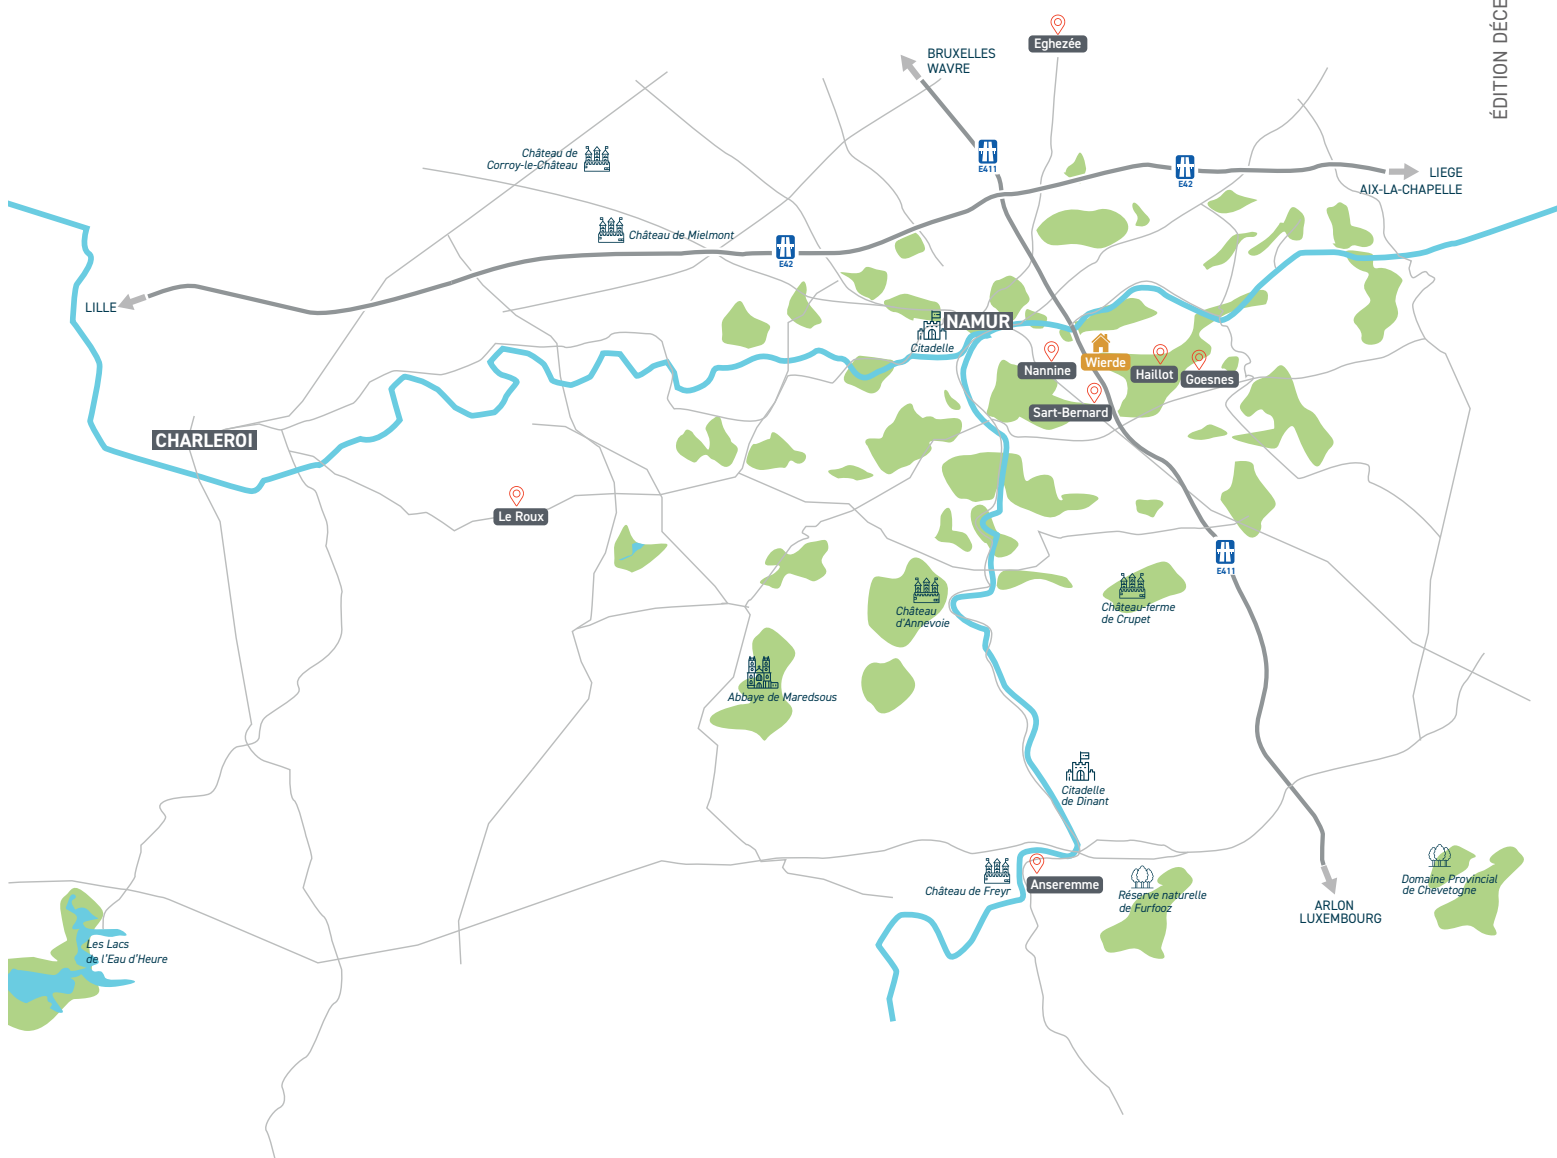 ÉDITION DÉCE
Eghezée
BRUXELLES
WAVRE
Château de
Corroy-le-Château
E411
E42
LIEGE
AIX-LA-CHAPELLE
Château de Mielmont
E42
LILLE
NAMUR
Citadelle
Nannine
Wierde
Haillot
Goesnes
Sart-Bernard
CHARLEROI
Le Roux
E411
Château
d'Annevoie
Château-ferme
de Crupet
Abbaye de Maredsous
Citadelle
de Dinant
Château de Freyr
Anseremme
Réserve naturelle
de Furfooz
Domaine Provincial
de Chevetogne
ARLON
LUXEMBOURG
Les Lacs
de l'Eau d'Heure